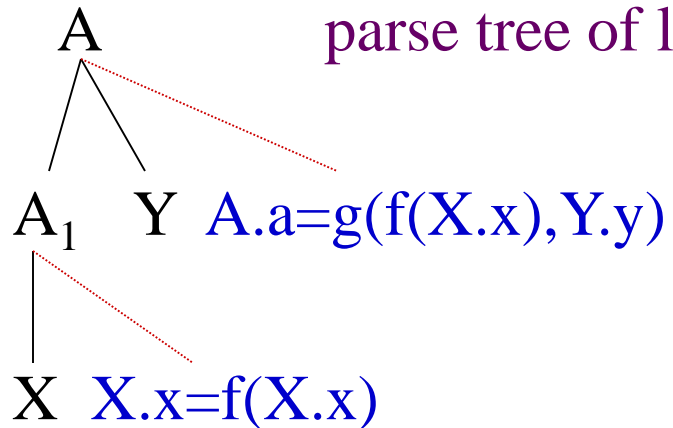 A parse tree of l
A₁ Y A.a=g(f(X.x),Y.y)
X X.x=f(X.x)